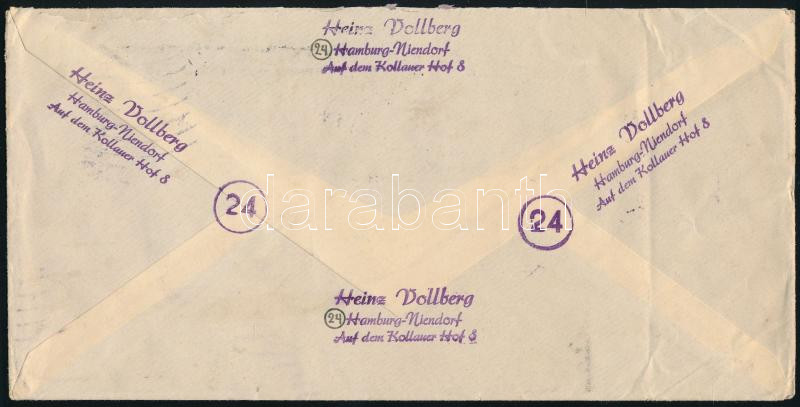 Heinz Vollberg
24 Hamburg-Niendorf
Auf dem Kollauer Hof 8
Heinz Vollberg
Hamburg-Niendorf
Auf dem Kollauer Hof 8
Heinz Vollberg
Hamburg-Niendorf
Auf dem Kollauer Hof 8
24
darabanth
24
Heinz Vollberg
24 Hamburg-Niendorf
Auf dem Kollauer Hof 8